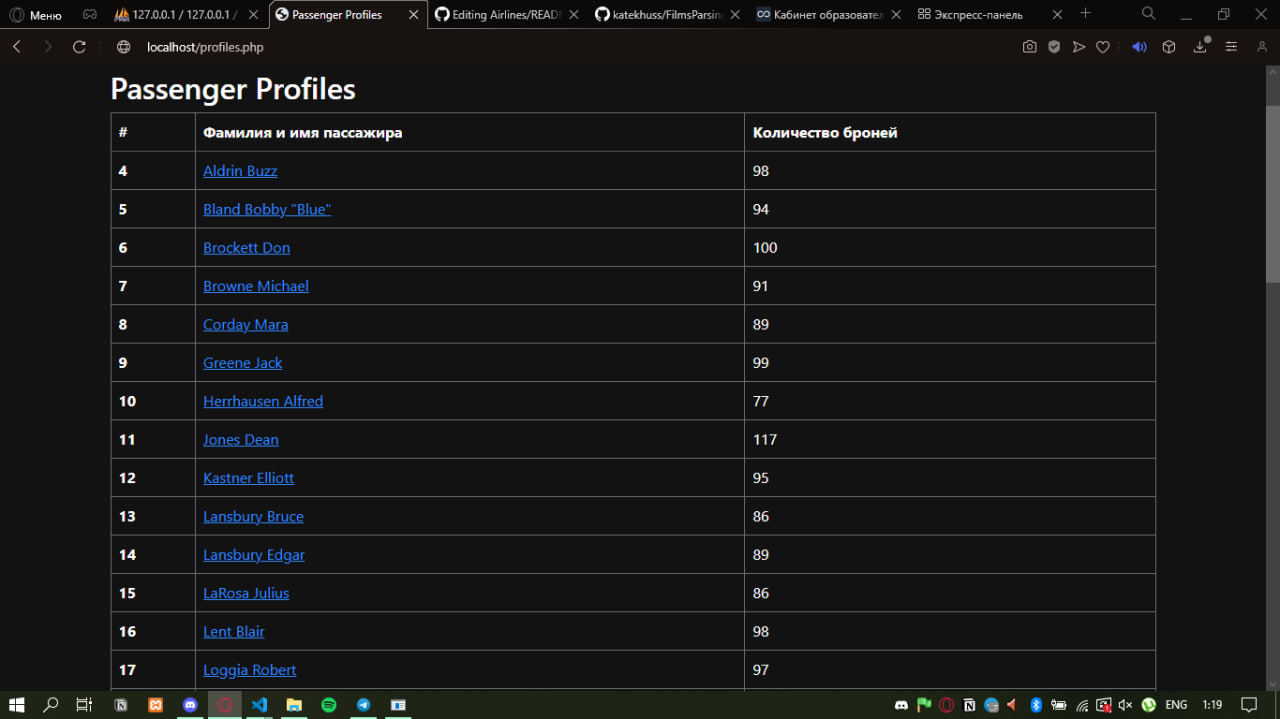 Меню
127.0.0.1 / 127.0.0.1 /
Passenger Profiles
Editing Airlines/READ
katekhuss/FilmsParsing
Кабинет образовател
Экспресс-панель
localhost/profiles.php
Passenger Profiles
# Фамилия и имя пассажира Количество броней
4 Aldrin Buzz 98
5 Bland Bobby "Blue" 94
6 Brockett Don 100
7 Browne Michael 91
8 Corday Mara 89
9 Greene Jack 99
10 Herrhausen Alfred 77
11 Jones Dean 117
12 Kastner Elliott 95
13 Lansbury Bruce 86
14 Lansbury Edgar 89
15 LaRosa Julius 86
16 Lent Blair 98
17 Loggia Robert 97
ENG 1:19